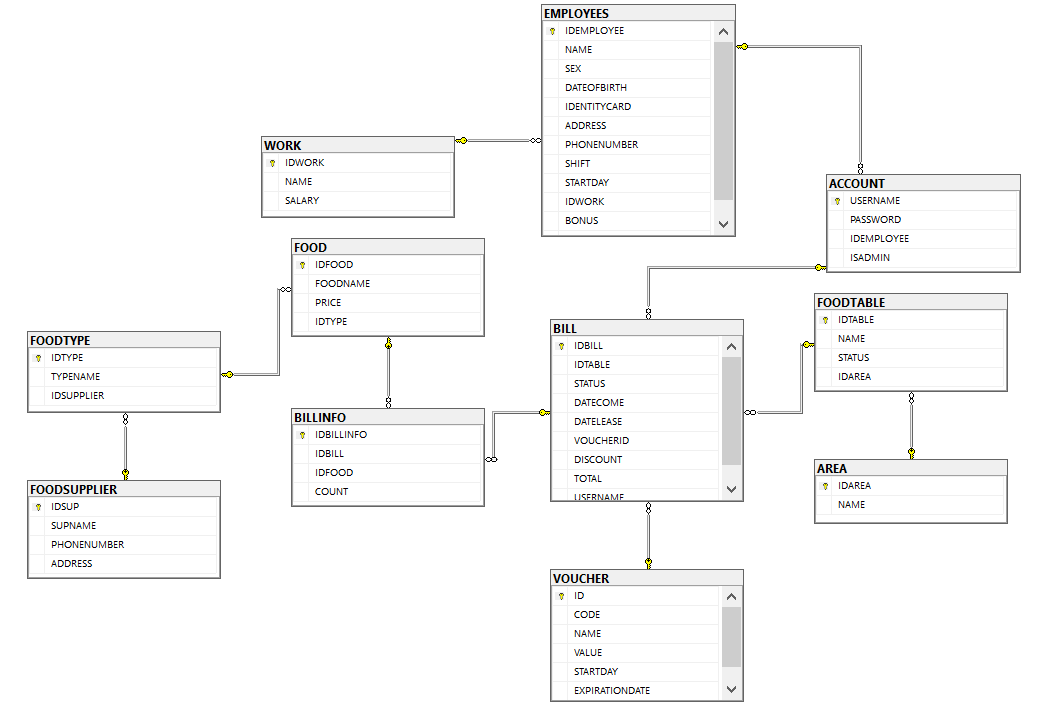 EMPLOYEES
IDEMPLOYEE
NAME
SEX
DATEOFBIRTH
IDENTITYCARD
ADDRESS
PHONENUMBER
SHIFT
STARTDAY
IDWORK
BONUS
WORK
IDWORK
NAME
SALARY
ACCOUNT
USERNAME
PASSWORD
IDEMPLOYEE
ISADMIN
FOOD
IDFOOD
FOODNAME
PRICE
IDTYPE
FOODTABLE
IDTABLE
NAME
STATUS
IDAREA
BILL
IDBILL
IDTABLE
STATUS
DATECOME
DATELEASE
VOUCHERID
DISCOUNT
TOTAL
USERNAME
FOODTYPE
IDTYPE
TYPENAME
IDSUPPLIER
BILLINFO
IDBILLINFO
IDBILL
IDFOOD
COUNT
AREA
IDAREA
NAME
FOODSUPPLIER
IDSUP
SUPNAME
PHONENUMBER
ADDRESS
VOUCHER
ID
CODE
NAME
VALUE
STARTDAY
EXPIRATIONDATE